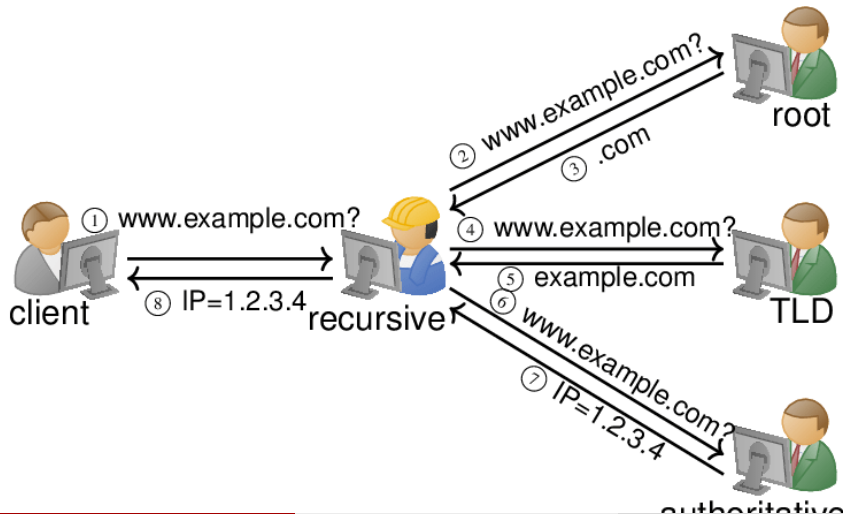 ② www.example.com?
③ .com
root
① www.example.com?
④ www.example.com?
⑤ example.com
⑧ IP=1.2.3.4
client
recursive
TLD
⑥ www.example.com?
⑦ IP=1.2.3.4
authoritative